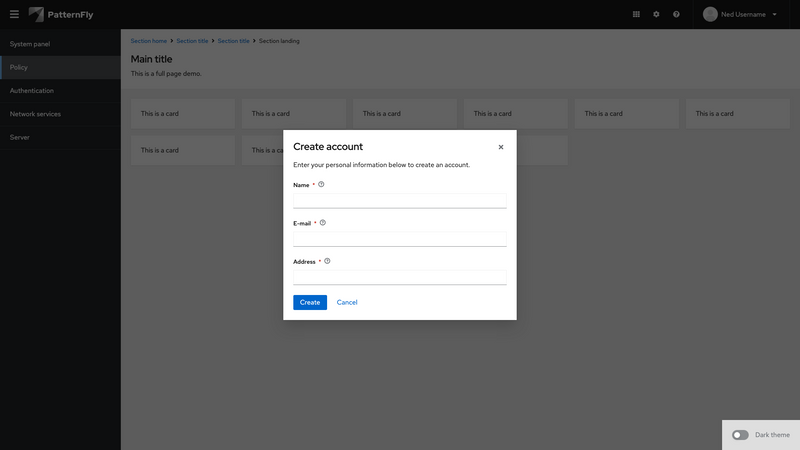 PatternFly
Ned Username
System panel
Policy
Authentication
Network services
Server
Section home > Section title > Section title > Section landing
Main title
This is a full page demo.
This is a card This is a card This is a card This is a card This is a card This is a card
This is a card This is a ca
Create account
Enter your personal information below to create an account.
Name *
E-mail *
Address *
Create Cancel
Dark theme